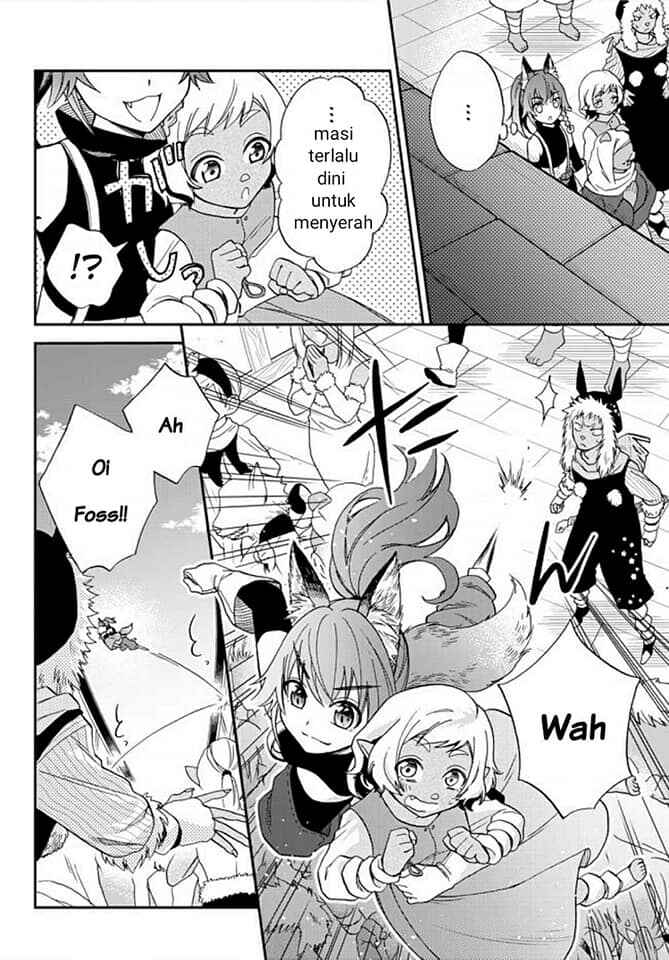 ...
...
masi
terlalu
dini
untuk
menyerah
!?
Wah
Ah
Oi
Foss!!